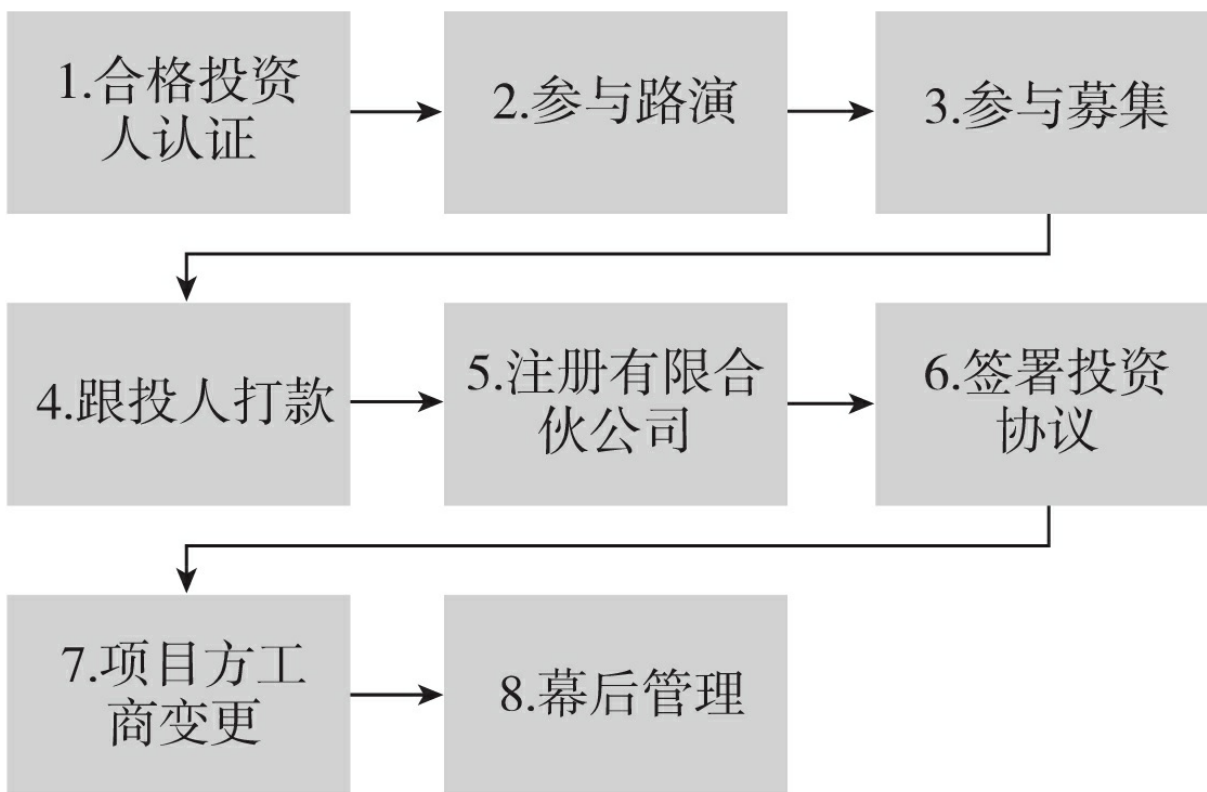 1.合格投资
人认证
2.参与路演
3.参与募集
4.跟投人打款
5.注册有限合
伙公司
6.签署投资
协议
7.项目方工
商变更
8.幕后管理